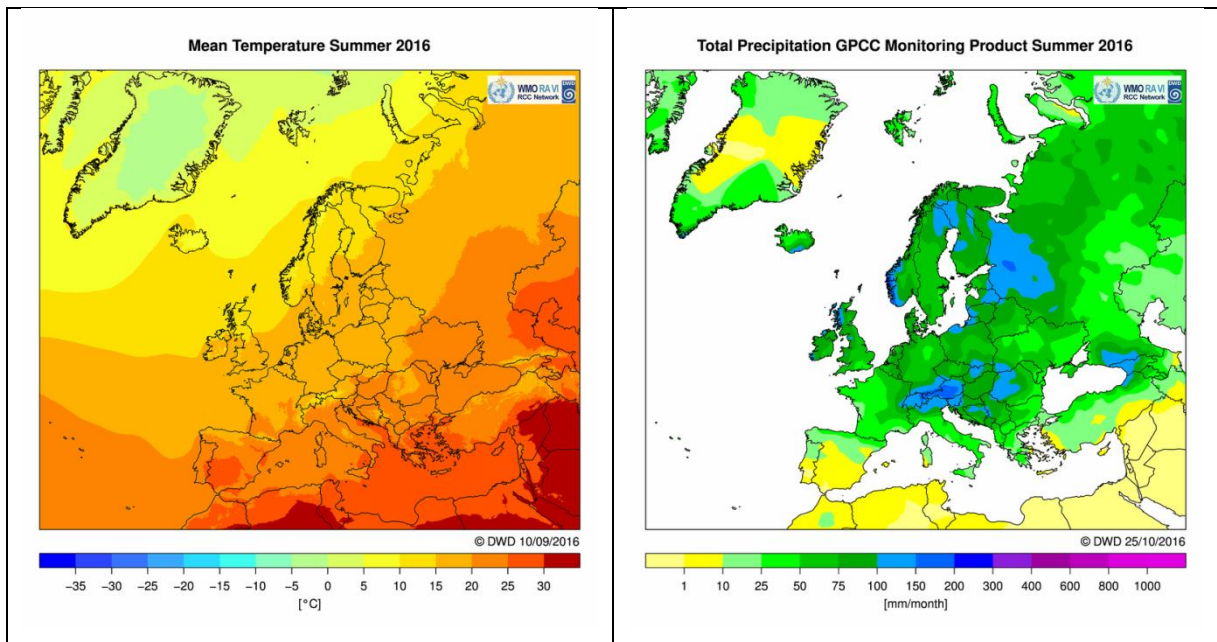 Mean Temperature Summer 2016
WMO RA VI
RCC Network
DWD
© DWD 10/09/2016
−35 −30 −25 −20 −15 −10 −5 0 5 10 15 20 25 30
[°C]
Total Precipitation GPCC Monitoring Product Summer 2016
WMO RA VI
RCC Network
DWD
© DWD 25/10/2016
1 10 25 50 75 100 150 200 300 400 600 800 1000
[mm/month]